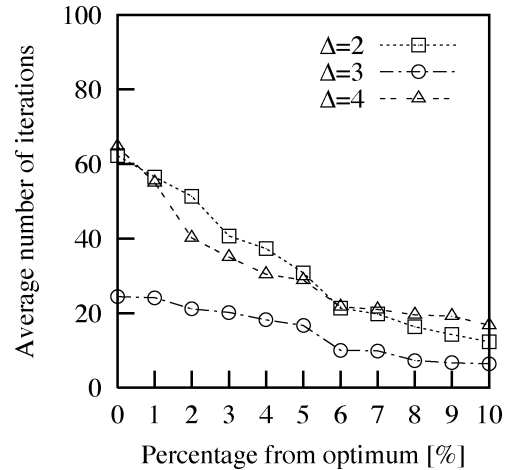 100
80
60
40
20
0
Δ=2
Δ=3
Δ=4
Average number of iterations
0 1 2 3 4 5 6 7 8 9 10
Percentage from optimum [%]